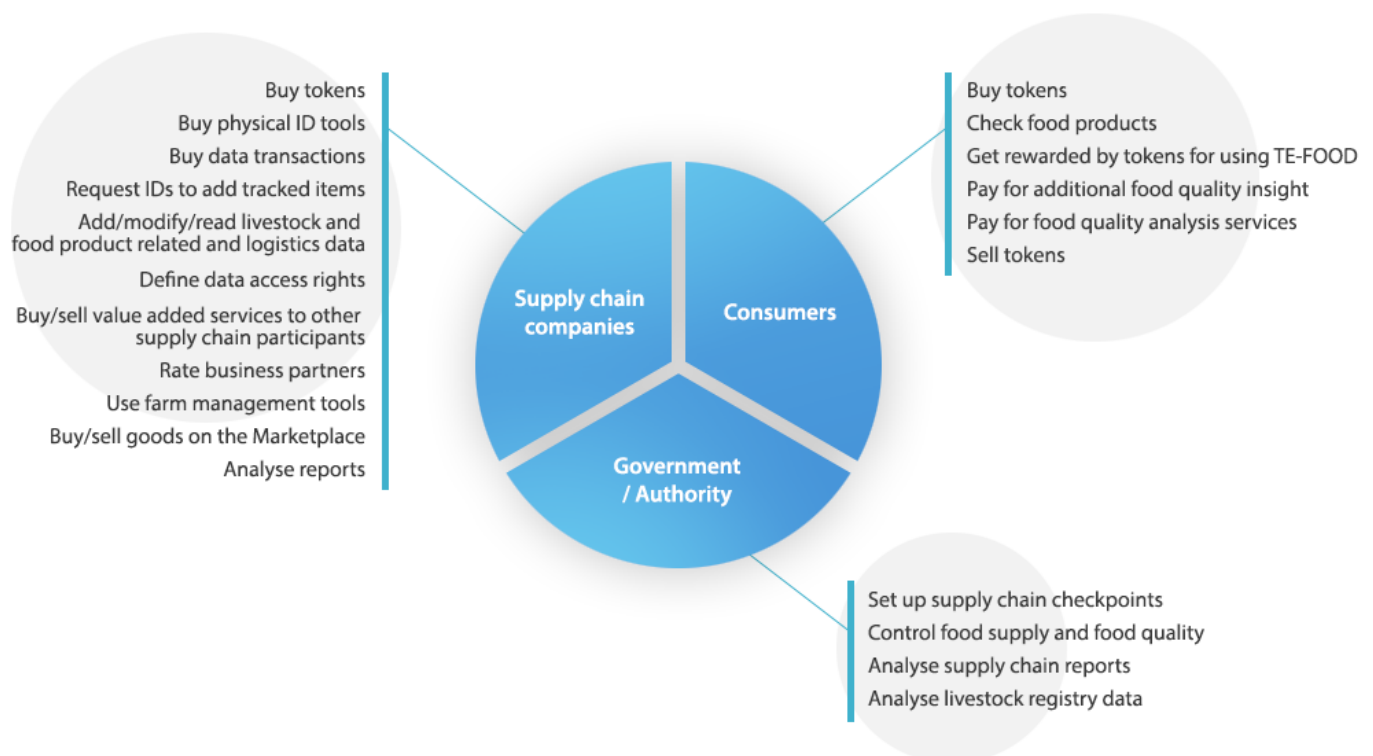 Buy tokens
Buy physical ID tools
Buy data transactions
Request IDs to add tracked items
Add/modify/read livestock and
food product related and logistics data
Define data access rights
Buy/sell value added services to other
supply chain participants
Rate business partners
Use farm management tools
Buy/sell goods on the Marketplace
Analyse reports
Supply chain
companies
Consumers
Government
/ Authority
Buy tokens
Check food products
Get rewarded by tokens for using TE-FOOD
Pay for additional food quality insight
Pay for food quality analysis services
Sell tokens
Set up supply chain checkpoints
Control food supply and food quality
Analyse supply chain reports
Analyse livestock registry data